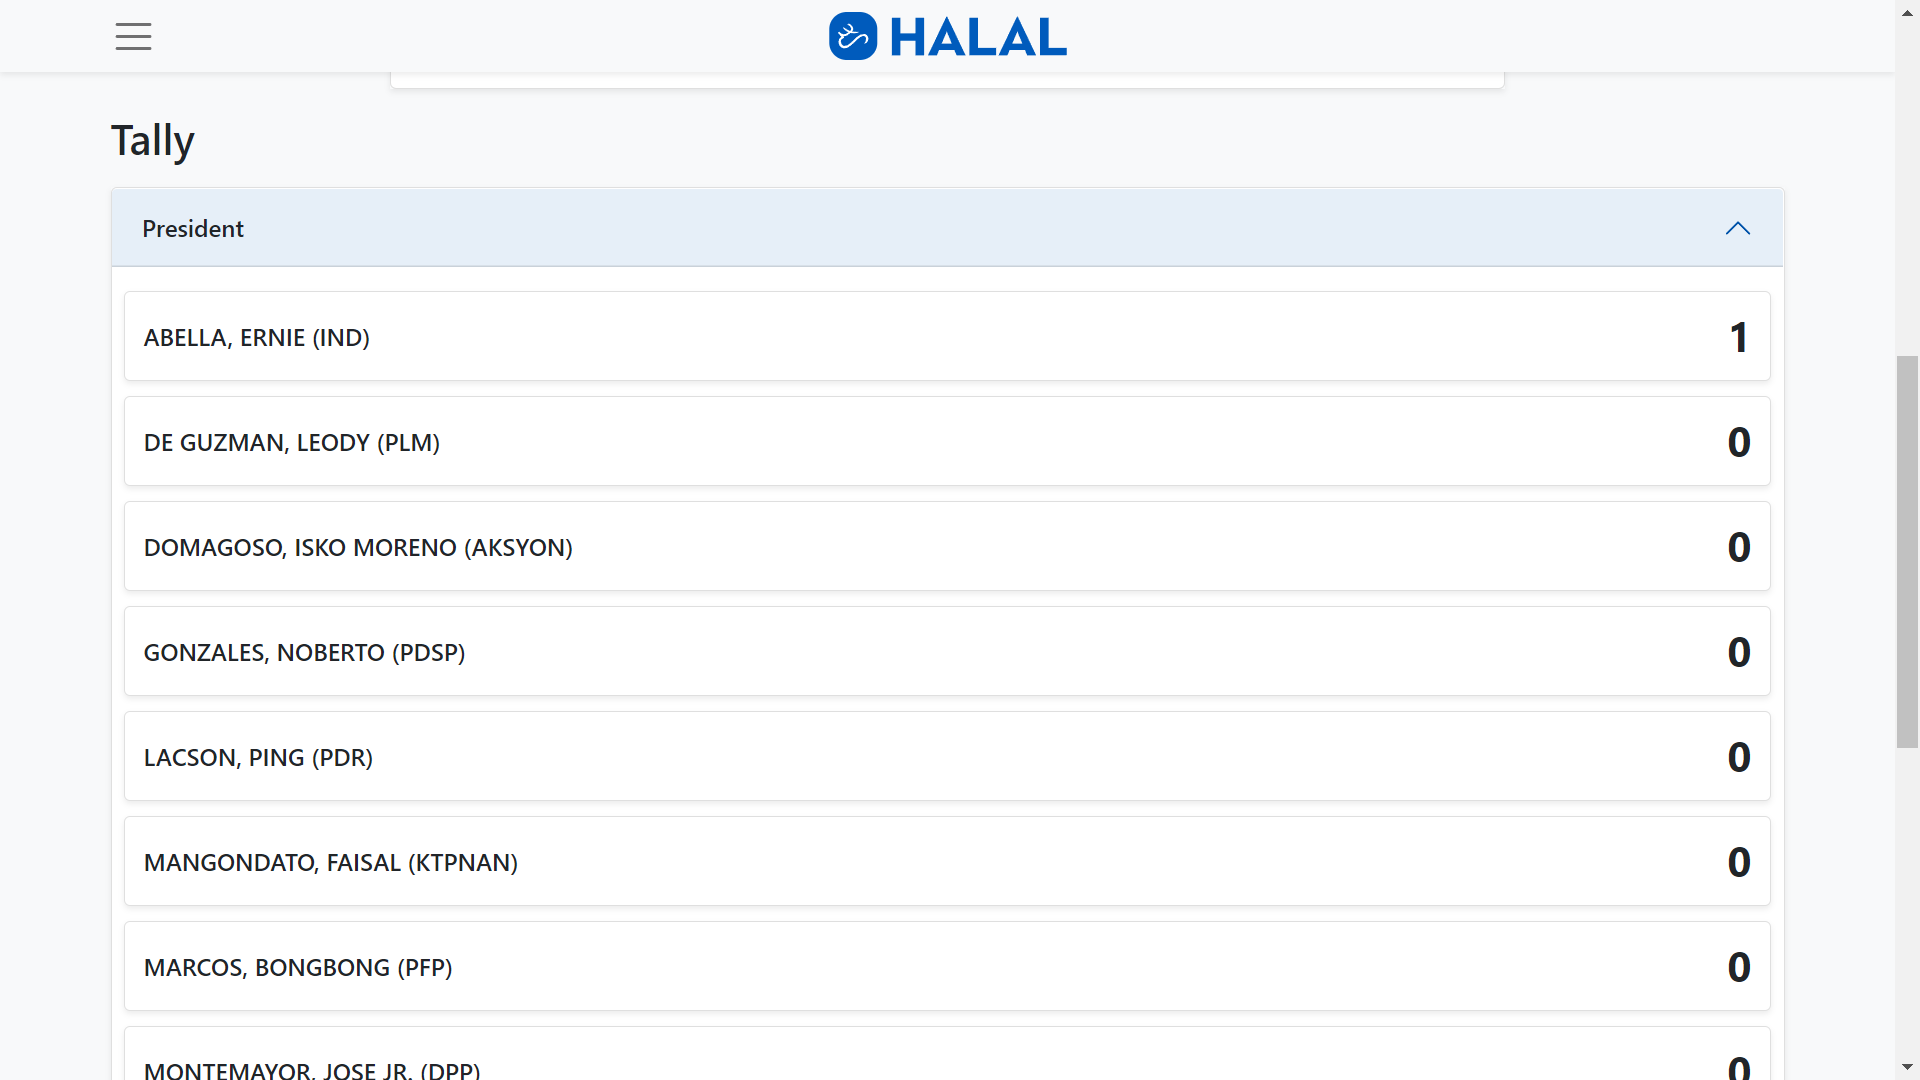 HALAL
Tally
President
ABELLA, ERNIE (IND) 1
DE GUZMAN, LEODY (PLM) 0
DOMAGOSO, ISKO MORENO (AKSYON) 0
GONZALES, NOBERTO (PDSP) 0
LACSON, PING (PDR) 0
MANGONDATO, FAISAL (KTPNAN) 0
MARCOS, BONGBONG (PFP) 0
MONTEMAYOR, JOSE JR. (DPP) 0